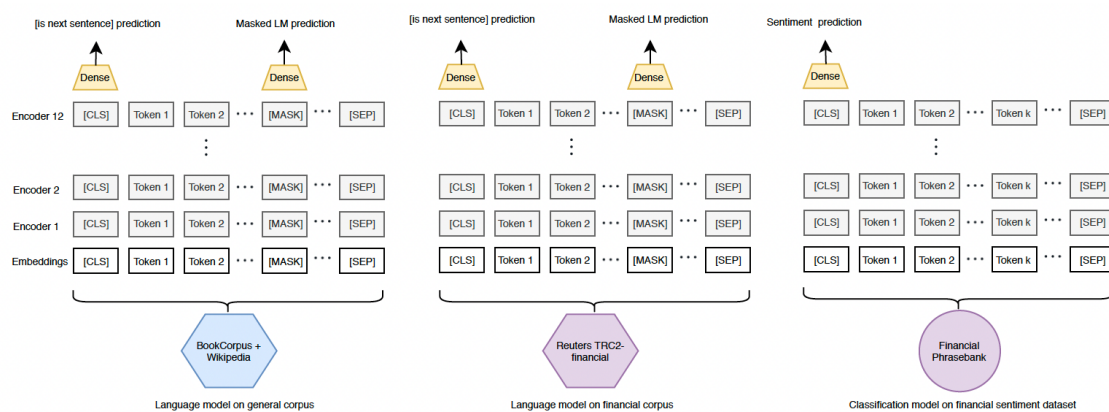 [is next sentence] prediction
Masked LM prediction
[is next sentence] prediction
Masked LM prediction
Sentiment prediction
Dense
Dense
Dense
Dense
Dense
Encoder 12
[CLS] Token 1 Token 2 ··· [MASK] ··· [SEP]
[CLS] Token 1 Token 2 ··· [MASK] ··· [SEP]
[CLS] Token 1 Token 2 ··· Token k ··· [SEP]
Encoder 2
[CLS] Token 1 Token 2 ··· [MASK] ··· [SEP]
[CLS] Token 1 Token 2 ··· [MASK] ··· [SEP]
[CLS] Token 1 Token 2 ··· Token k ··· [SEP]
Encoder 1
[CLS] Token 1 Token 2 ··· [MASK] ··· [SEP]
[CLS] Token 1 Token 2 ··· [MASK] ··· [SEP]
[CLS] Token 1 Token 2 ··· Token k ··· [SEP]
Embeddings
[CLS] Token 1 Token 2 ··· [MASK] ··· [SEP]
[CLS] Token 1 Token 2 ··· [MASK] ··· [SEP]
[CLS] Token 1 Token 2 ··· Token k ··· [SEP]
BookCorpus +
Wikipedia
Reuters TRC2-
financial
Financial
Phrasebank
Language model on general corpus
Language model on financial corpus
Classification model on financial sentiment dataset